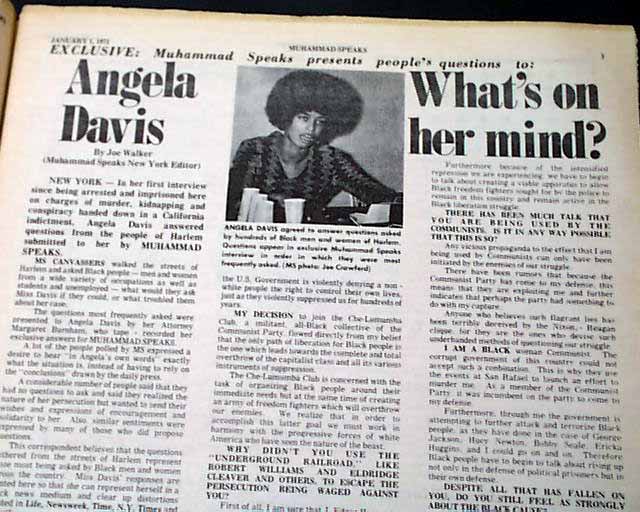 JANUARY 1, 1971
MUHAMMAD SPEAKS
EXCLUSIVE: Muhammad Speaks presents people's questions to:
Angela
Davis
By Joe Walker
(Muhammad Speaks New York Editor)
NEW YORK — In her first interview
since being arrested and imprisoned here
on charges of murder, kidnapping and
conspiracy handed down in a California
indictment, Angela Davis answered
questions from the people of Harlem
submitted to her by MUHAMMAD
SPEAKS.
MS CANVASSERS walked the streets of
Harlem and asked Black people — men and women
from a wide variety of occupations as well as
students and unemployed — what would they ask
Miss Davis if they could, or what troubled them
about her case.
The questions most frequently asked were
presented to Angela Davis by her Attorney
Margaret Burnham, who tape - recorded her
exclusive answers for MUHAMMAD SPEAKS.
A lot of people polled by MS expressed a
desire to hear "in Angela's own words" exactly
what the situation is, instead of having to rely on
the "conclusions" drawn by the daily press.
A considerable number of people said that they
had no questions to ask and said they realized the
nature of her persecution but wanted to send their
wishes and expressions of encouragement and
solidarity to her. Also, similar sentiments were
expressed by many of those who did propose
questions.
This correspondent believes that the questions
gathered from the streets of Harlem represent
those most being asked by Black men and women
across the country. Miss Davis' responses are
printed here so that she can represent herself in a
Black news medium and clear up distortions
printed in Life, Newsweek, Time, N.Y. Times and
ANGELA DAVIS agreed to answer questions asked
by hundreds of Black men and women of Harlem.
Questions appear in exclusive Muhammad Speaks
interview in order in which they were most
frequently asked. (MS photo: Joe Crawford)
the U.S. Government is violently denying a non-
white people the right to control their own lives,
just as they violently suppressed us for hundreds of
years.
MY DECISION to join the Che-Lumumba
Club, a militant, all-Black collective of the
Communist Party, flowed directly from my belief
that the only path of liberation for Black people is
the one which leads towards the complete and total
overthrow of the capitalist class and all its various
instruments of suppression.
The Che-Lumumba Club is concerned with the
task of organizing Black people around their
immediate needs but at the same time of creating
an army of freedom fighters which will overthrow
our enemies. We realize that in order to
accomplish this latter goal we must work in
harmony with the progressive forces of white
America who have seen the nature of the beast.
WHY DIDN'T YOU USE THE
"UNDERGROUND RAILROAD," LIKE
ROBERT WILLIAMS AND ELDRIDGE
CLEAVER AND OTHERS, TO ESCAPE THE
PERSECUTION BEING WAGED AGAINST
YOU?
First of all, I am sure that J. Edgar
What's on
her mind?
Furthermore because of the intensified
repression we are experiencing, we have to begin
to talk about creating a viable apparatus to allow
Black freedom fighters sought for by the police to
remain in this country and remain active in the
Black liberation struggle.
THERE HAS BEEN MUCH TALK THAT
YOU ARE BEING USED BY THE
COMMUNISTS. IS IT IN ANY WAY POSSIBLE
THAT THIS IS SO?
Any vicious propaganda to the effect that I am
being used by Communists can only have been
initiated by the enemies of our struggle.
There have been rumors that because the
Communist Party has come to my defense, this
means that they are exploiting me and further
indicates that perhaps the party had something to
do with my capture.
Anyone who believes such flagrant lies has
been terribly deceived by the Nixon, - Reagan
clique, for they are the ones who devise such
underhanded methods of questioning our struggle.
I AM A BLACK woman Communist. The
corrupt government of this country could not
accept such a combination. This is why they use
the events at San Rafael to launch an effort to
murder me. As a member of the Communist
Party, it was incumbent on the party to come to
my defense.
Furthermore, through me the government is
attempting to further attack and terrorize Black
people, as they have done in the case of George
Jackson, Huey Newton, Bobby Seale, Ericka
Huggins, and I could go on and on. Therefore
Black people have to begin to talk about rising up
not only in the defense of political prisoners but in
their own defense.
DESPITE ALL THAT HAS FALLEN ON
YOU, DO YOU STILL FEEL AS STRONGLY
ABOUT THE BLACK CAUSE?